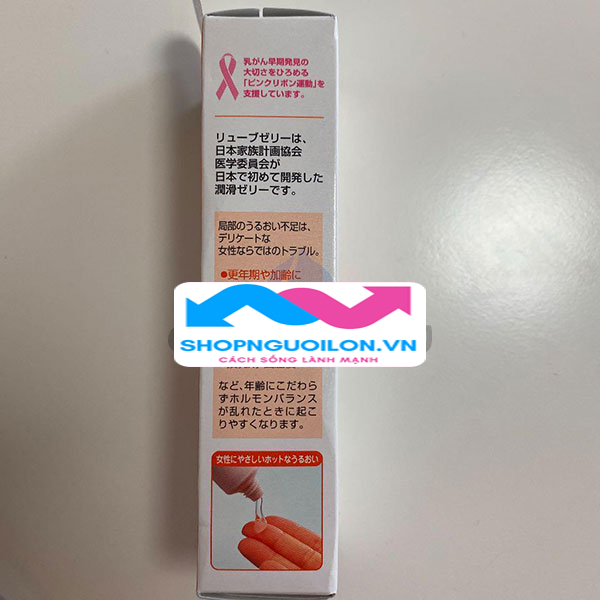 乳がん早期発見の
大切さをひろめる
「ピンクリボン運動」を
支援しています。
リューブゼリーは、
日本家族計画協会
医学委員会が
日本で初めて開発した
潤滑ゼリーです。
局部のうるおい不足は、
デリケートな
女性ならではのトラブル。
●更年期や加齢に
SHOPNGUOILON.VN
CÁCH SỐNG LÀNH MẠNH
など、年齢にこだわら
ずホルモンバランス
が乱れたときに起こ
りやすくなります。
女性にやさしいホットなうるおい